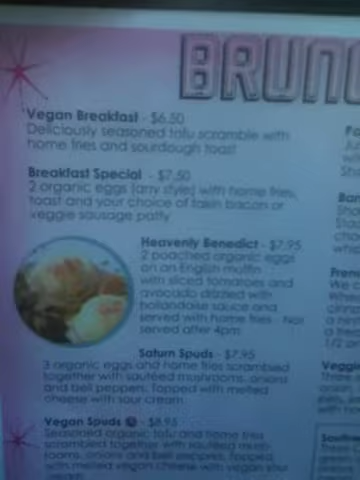 BRUN
Vegan Breakfast - $6.50
Deliciously seasoned tofu scramble with
home fries and sourdough toast
Breakfast Special - $7.50
2 organic eggs (any style) with home fries,
toast and your choice of fakin bacon or
veggie sausage patty
Heavenly Benedict - $7.95
2 poached organic eggs
on an English muffin
with sliced tomatoes and
avocado drizzled with
hollandaise sauce and
served with home fries - Not
served after 4pm
Saturn Spuds - $7.95
3 organic eggs and home fries scrambled
together with sautéed mushrooms, onions
and bell peppers. Topped with melted
cheese with sour cream
Vegan Spuds - $8.95
Seasoned organic tofu and home fries
scrambled together with sautéed mush-
rooms, onions and bell peppers. Topped
with melted vegan cheese with vegan sour